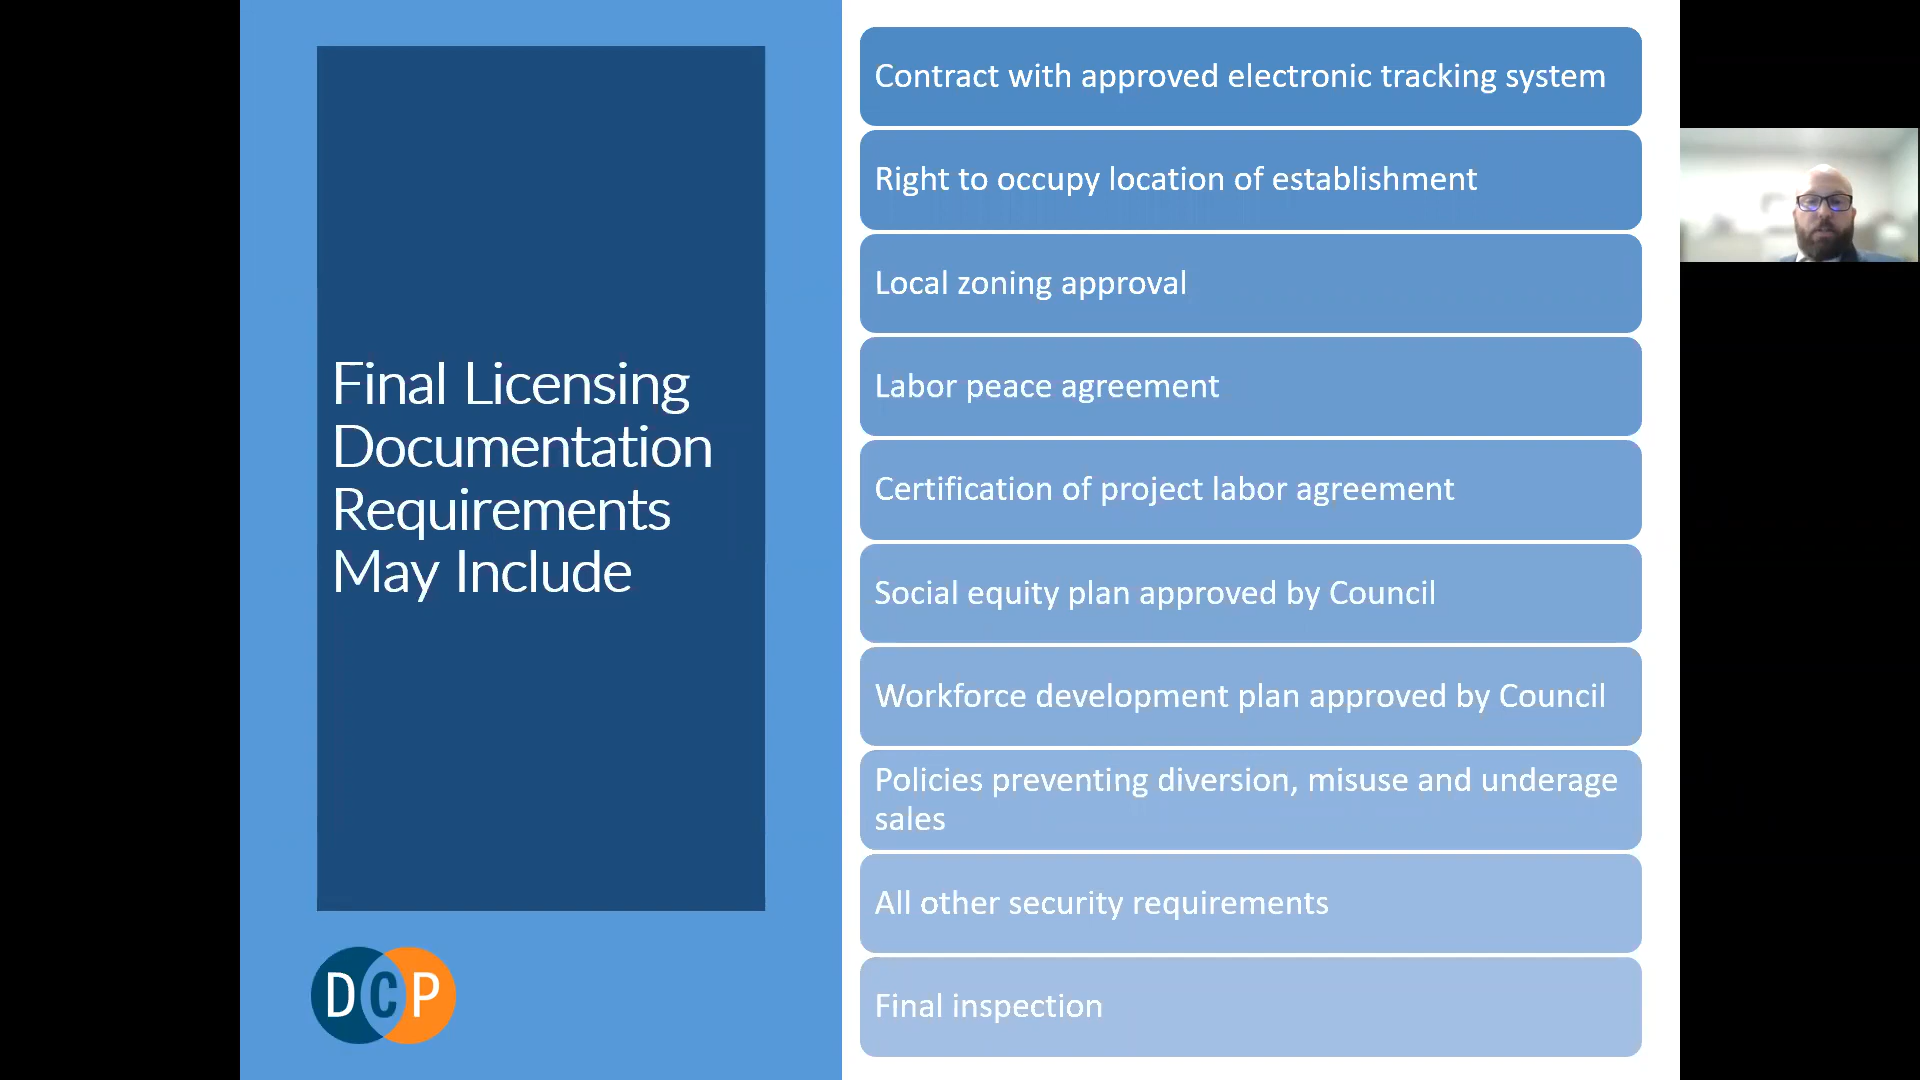 Final Licensing
Documentation
Requirements
May Include
DCP
Contract with approved electronic tracking system
Right to occupy location of establishment
Local zoning approval
Labor peace agreement
Certification of project labor agreement
Social equity plan approved by Council
Workforce development plan approved by Council
Policies preventing diversion, misuse and underage
sales
All other security requirements
Final inspection